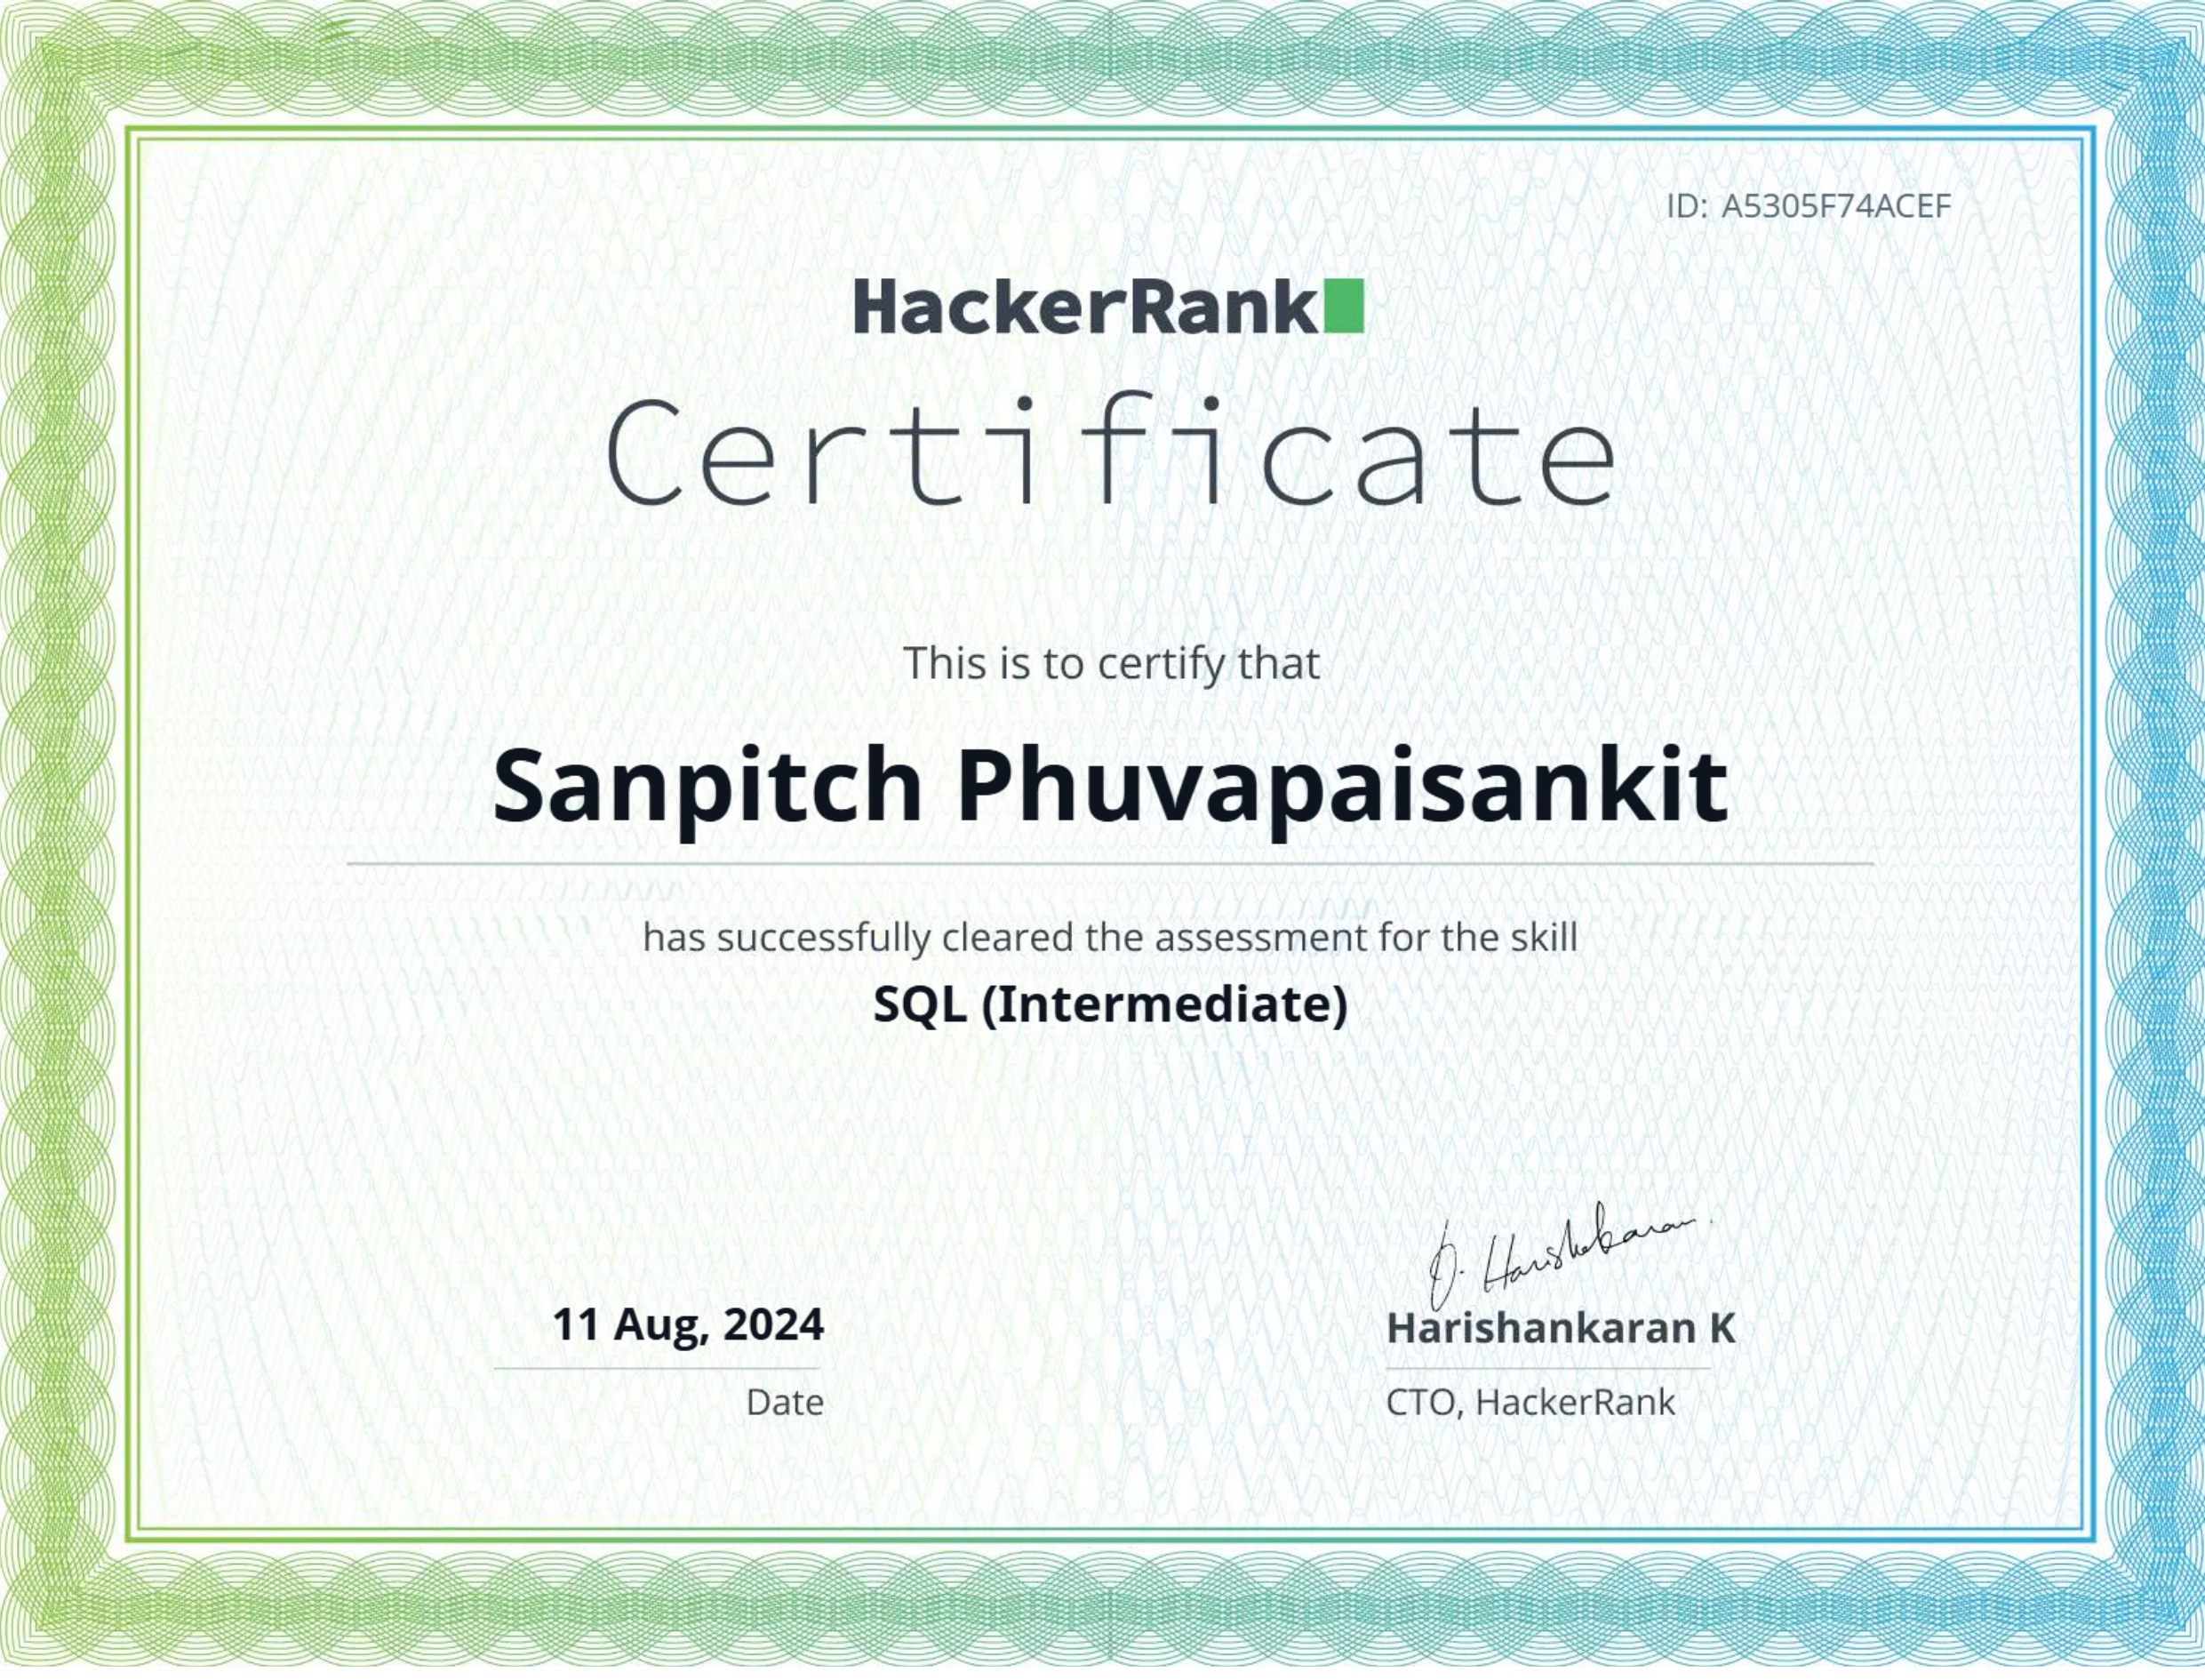 ID: A5305F74ACEF
HackerRank
Certificate
This is to certify that
Sanpitch Phuvapaisankit
has successfully cleared the assessment for the skill
SQL (Intermediate)
11 Aug, 2024
Date
Harishankaran K
CTO, HackerRank